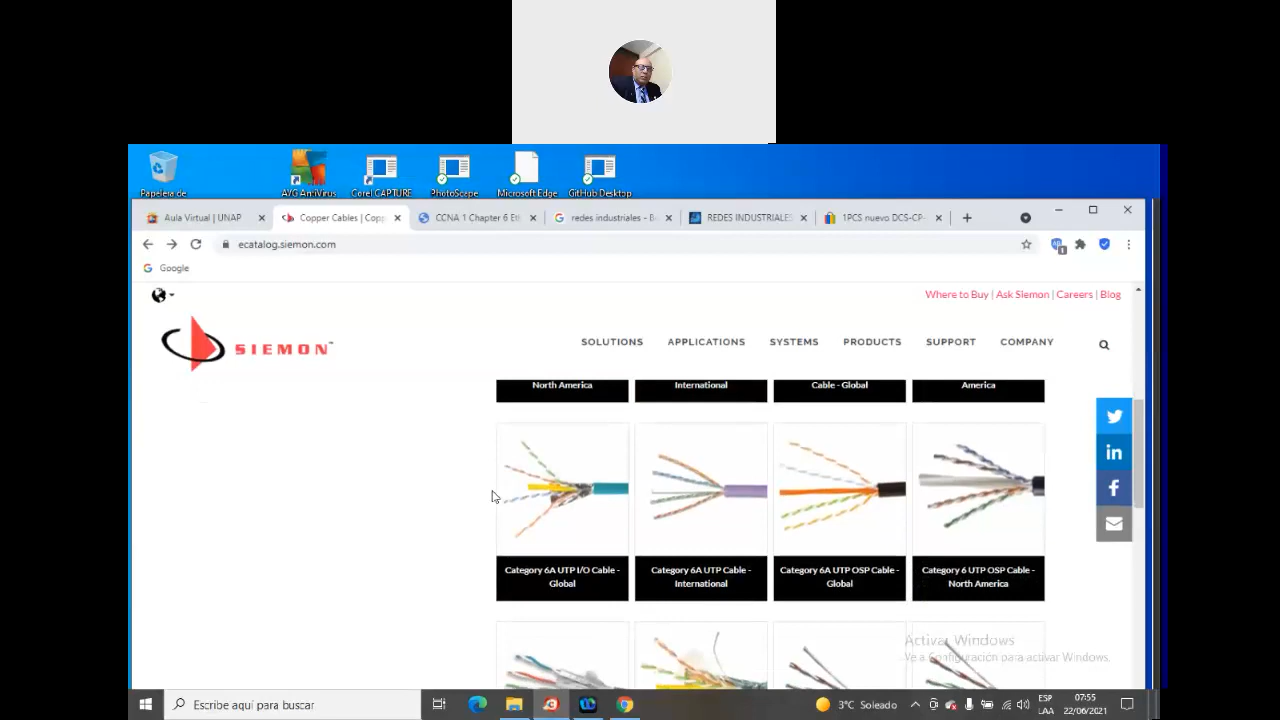 Papelera de
AVG AntiVirus
Corel CAPTURE
PhotoScape
Microsoft Edge
GitHub Desktop
Aula Virtual | UNAP
Copper Cables | Copp
CCNA 1 Chapter 6 Et
redes industriales - B
REDES INDUSTRIALES
1PCS nuevo DCS-CP-
ecatalog.siemon.com
Google
Where to Buy | Ask Siemon | Careers | Blog
SIEMON
SOLUTIONS
APPLICATIONS
SYSTEMS
PRODUCTS
SUPPORT
COMPANY
North America
International
Cable - Global
America
Category 6A UTP I/O Cable -
Global
Category 6A UTP Cable -
International
Category 6A UTP OSP Cable -
Global
Category 6 UTP OSP Cable -
North America
Activar Windows
Ve a Configuración para activar Windows.
Escribe aquí para buscar
3°C Soleado
ESP
LAA
07:55
22/06/2021